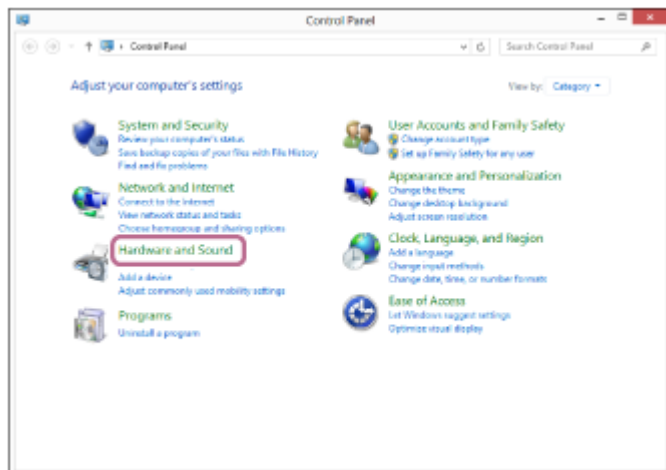 Control Panel
Control Panel
Search Control Panel
Adjust your computer's settings
View by: Category
System and Security
Review your computer's status
Save backup copies of your files with File History
Find and fix problems
Network and Internet
Connect to the Internet
View network status and tasks
Choose homegroup and sharing options
Hardware and Sound
Add a device
Adjust commonly used mobility settings
Programs
Uninstall a program
User Accounts and Family Safety
Change account type
Set up Family Safety for any user
Appearance and Personalization
Change the theme
Change desktop background
Adjust screen resolution
Clock, Language, and Region
Add a language
Change input methods
Change date, time, or number formats
Ease of Access
Let Windows suggest settings
Optimize visual display